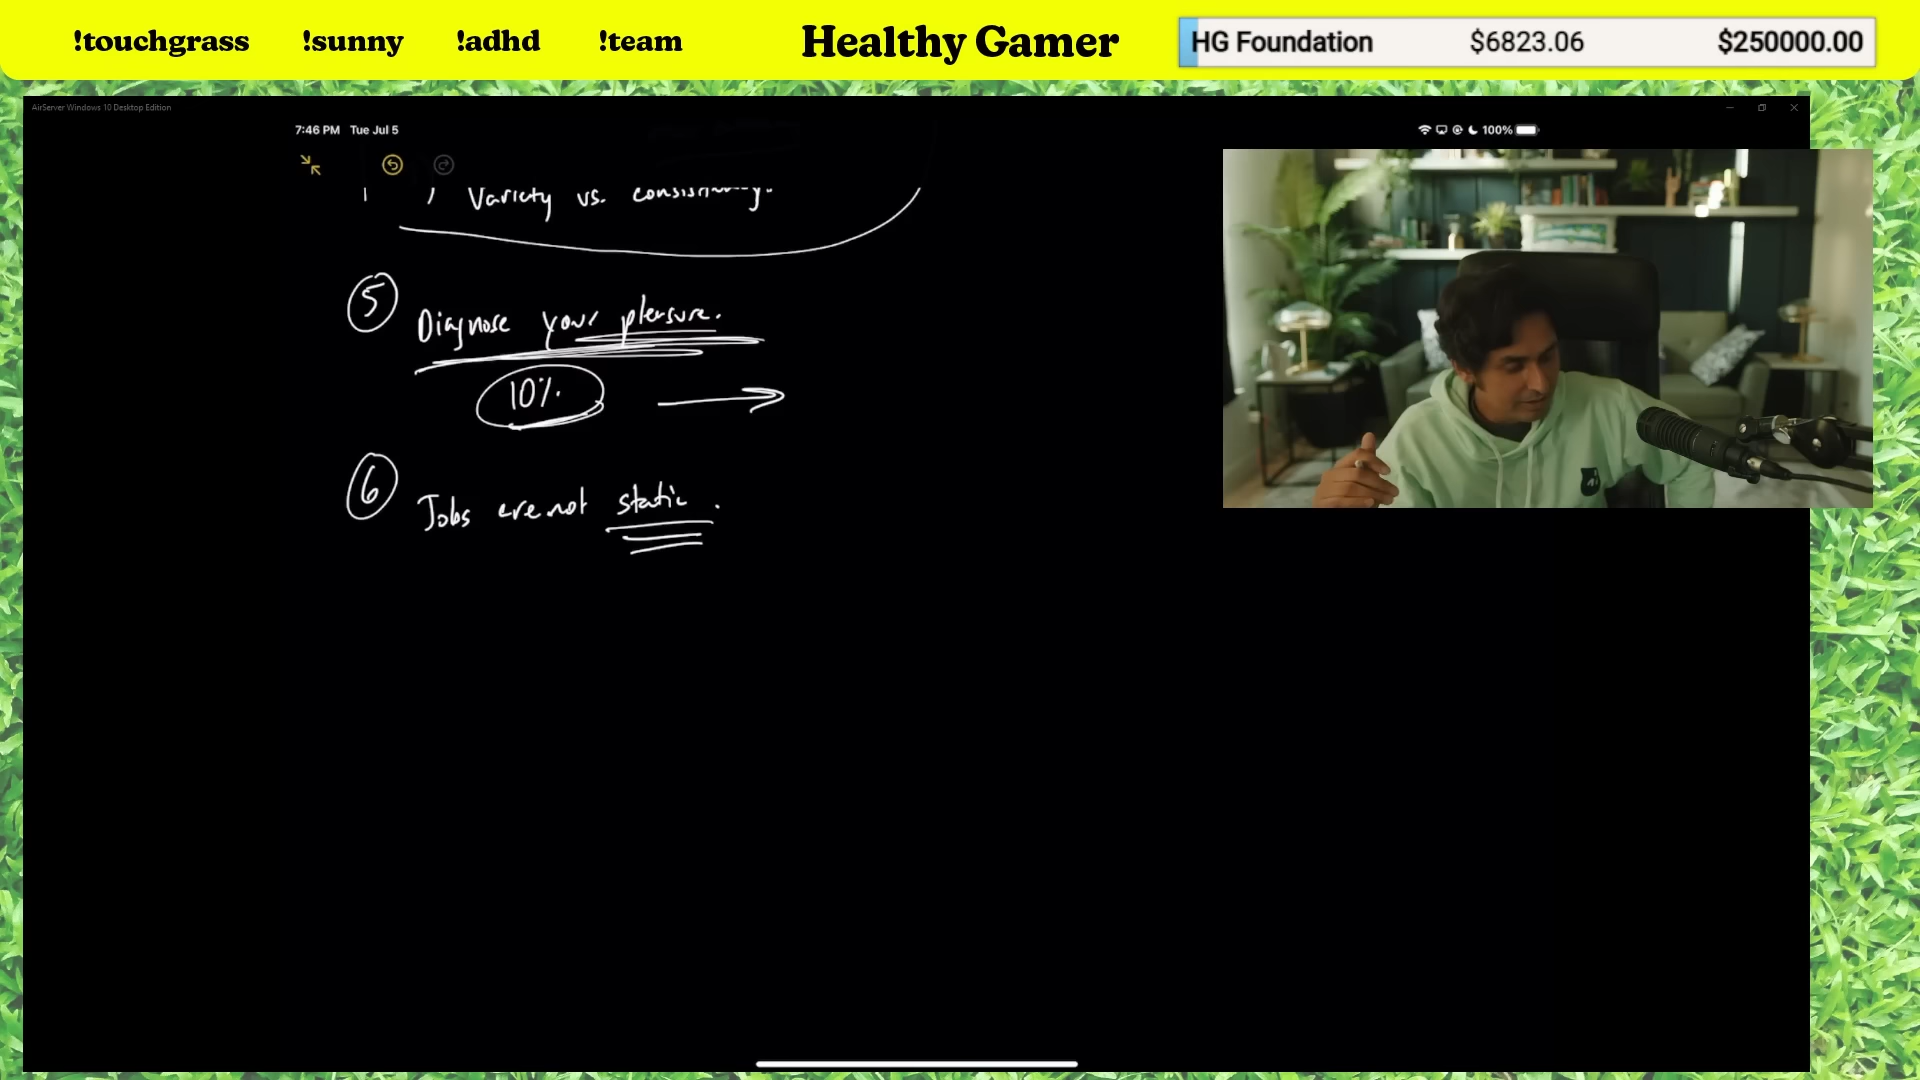 !touchgrass !sunny !adhd !team Healthy Gamer HG Foundation $6823.06 $250000.00
AirServer Windows 10 Desktop Edition
7:46 PM Tue Jul 5 100%
Variety vs. consistency.
5 Diagnose your pleasure.
10%
6 Jobs are not static.